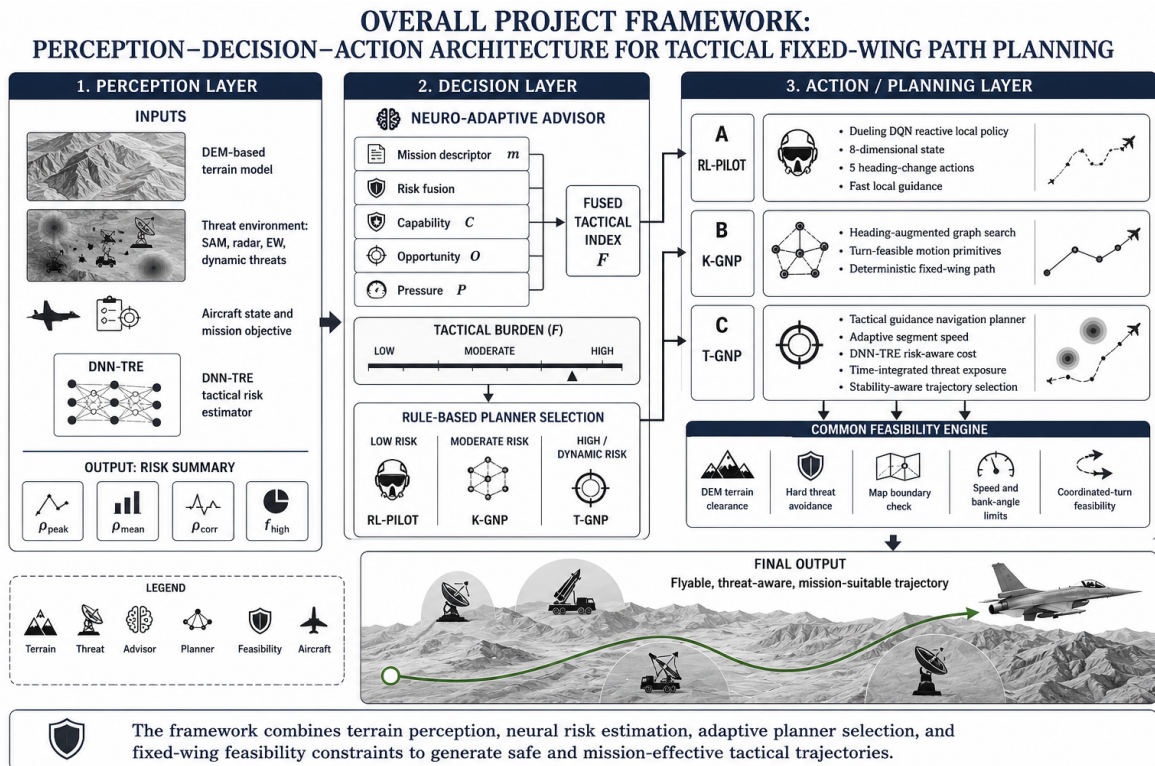 OVERALL PROJECT FRAMEWORK:
PERCEPTION–DECISION–ACTION ARCHITECTURE FOR TACTICAL FIXED-WING PATH PLANNING
1. PERCEPTION LAYER
INPUTS
DEM-based
terrain model
Threat environment:
SAM, radar, EW,
dynamic threats
Aircraft state and
mission objective
DNN-TRE
DNN-TRE
tactical risk
estimator
OUTPUT: RISK SUMMARY
ρpeak
ρmean
ρcorr
fhigh
LEGEND
Terrain
Threat
Advisor
Planner
Feasibility
Aircraft
2. DECISION LAYER
NEURO-ADAPTIVE ADVISOR
Mission descriptor m
Risk fusion
Capability C
Opportunity O
Pressure P
FUSED
TACTICAL
INDEX
F
TACTICAL BURDEN (F)
LOW MODERATE HIGH
RULE-BASED PLANNER SELECTION
LOW RISK
RL-PILOT
MODERATE RISK
K-GNP
HIGH /
DYNAMIC RISK
T-GNP
3. ACTION / PLANNING LAYER
A
RL-PILOT
• Dueling DQN reactive local policy
• 8-dimensional state
• 5 heading-change actions
• Fast local guidance
B
K-GNP
• Heading-augmented graph search
• Turn-feasible motion primitives
• Deterministic fixed-wing path
C
T-GNP
• Tactical guidance navigation planner
• Adaptive segment speed
• DNN-TRE risk-aware cost
• Time-integrated threat exposure
• Stability-aware trajectory selection
COMMON FEASIBILITY ENGINE
DEM terrain
clearance
Hard threat
avoidance
Map boundary
check
Speed and
bank-angle
limits
Coordinated-turn
feasibility
FINAL OUTPUT
Flyable, threat-aware, mission-suitable trajectory
The framework combines terrain perception, neural risk estimation, adaptive planner selection, and
fixed-wing feasibility constraints to generate safe and mission-effective tactical trajectories.